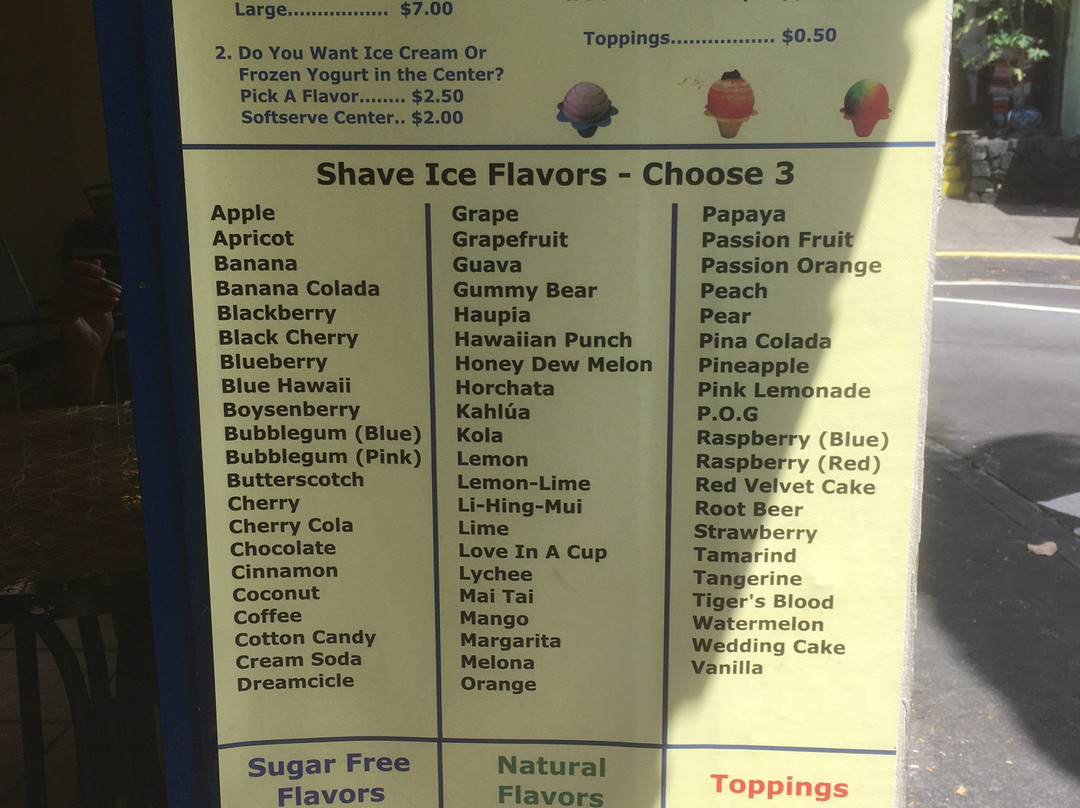 Large................. $7.00
2. Do You Want Ice Cream Or
Frozen Yogurt in the Center?
Pick A Flavor........ $2.50
Softserve Center.. $2.00
Toppings................. $0.50
Shave Ice Flavors - Choose 3
Apple
Apricot
Banana
Banana Colada
Blackberry
Black Cherry
Blueberry
Blue Hawaii
Boysenberry
Bubblegum (Blue)
Bubblegum (Pink)
Butterscotch
Cherry
Cherry Cola
Chocolate
Cinnamon
Coconut
Coffee
Cotton Candy
Cream Soda
Dreamcicle
Grape
Grapefruit
Guava
Gummy Bear
Haupia
Hawaiian Punch
Honey Dew Melon
Horchata
Kahlúa
Kola
Lemon
Lemon-Lime
Li-Hing-Mui
Lime
Love In A Cup
Lychee
Mai Tai
Mango
Margarita
Melona
Orange
Papaya
Passion Fruit
Passion Orange
Peach
Pear
Pina Colada
Pineapple
Pink Lemonade
P.O.G
Raspberry (Blue)
Raspberry (Red)
Red Velvet Cake
Root Beer
Strawberry
Tamarind
Tangerine
Tiger's Blood
Watermelon
Wedding Cake
Vanilla
Sugar Free
Flavors
Natural
Flavors
Toppings